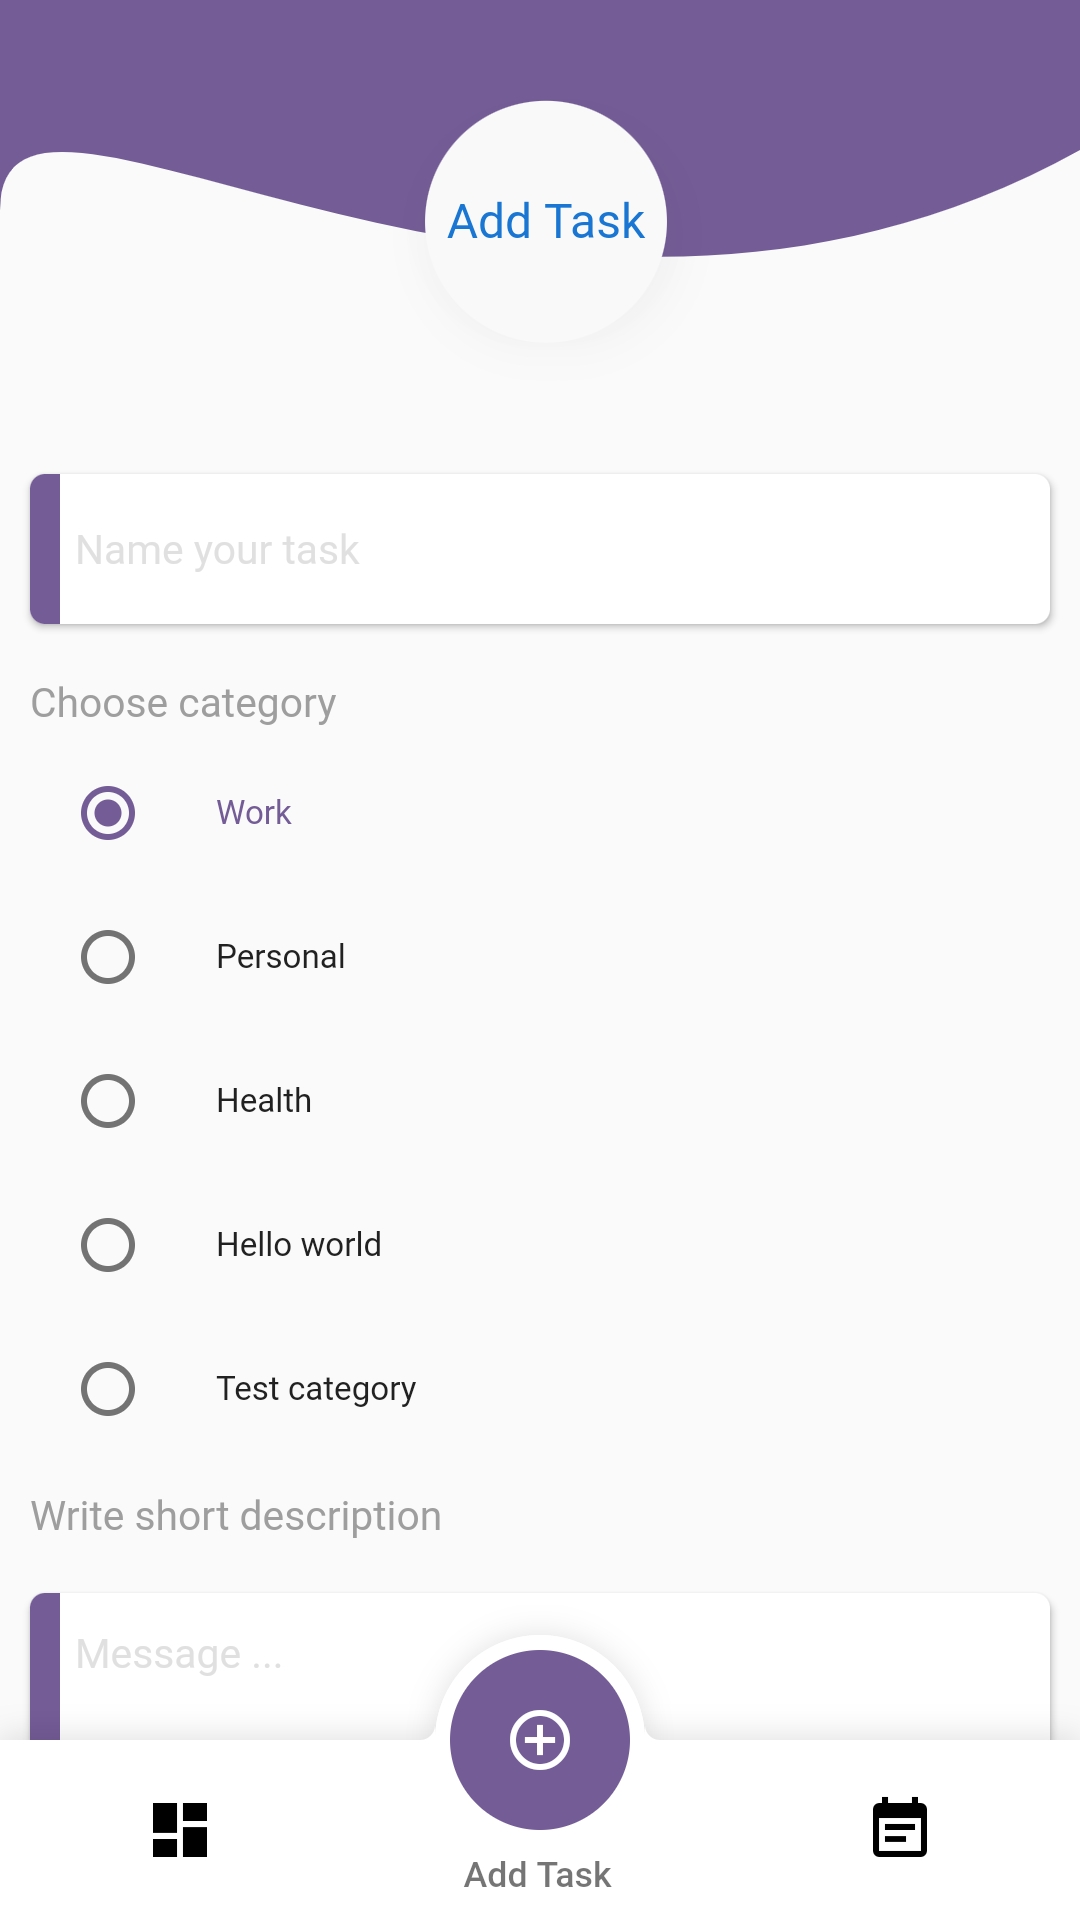 Add Task
Name your task
Choose category
Work
Personal
Health
Hello world
Test category
Write short description
Message ...
Add Task